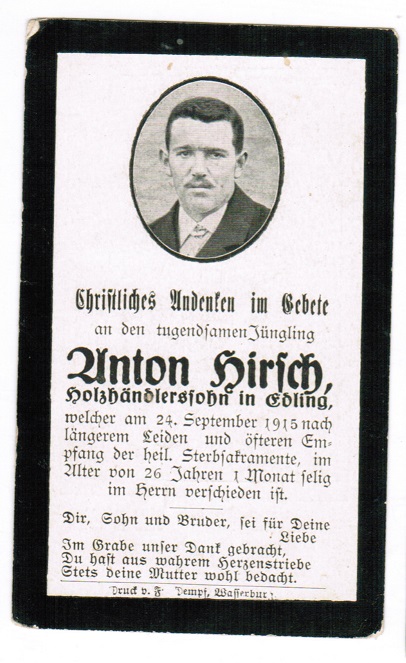 Christliches Andenken im Gebete
an den tugendsamen Jüngling
Anton Hirsch,
Holzhändlerssohn in Edling,
welcher am 24. September 1915 nach
längerem Leiden und öfteren Em-
pfang der heil. Sterbsakramente, im
Alter von 26 Jahren 1 Monat selig
im Herrn verschieden ist.
Dir, Sohn und Bruder, sei für Deine
Liebe
Im Grabe unser Dank gebracht,
Du hast aus wahrem Herzenstriebe
Stets deine Mutter wohl bedacht.
Druck v. F. Dempf, Wasserburg.